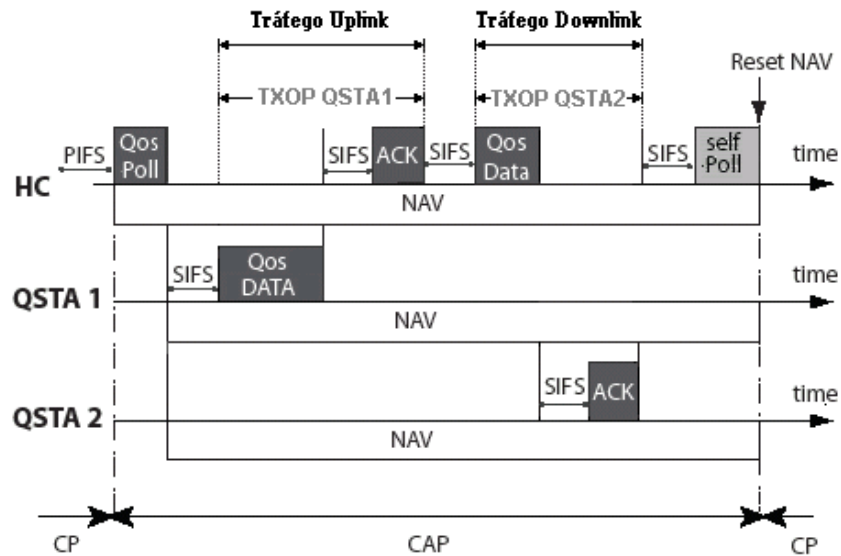 Tráfego Uplink
Tráfego Downlink
Reset NAV
TXOP QSTA1
TXOP QSTA2
PIFS
Qos
Poll
SIFS
ACK
SIFS
Qos
Data
SIFS
self
Poll
time
HC
NAV
SIFS
Qos
DATA
time
QSTA 1
NAV
SIFS
ACK
time
QSTA 2
NAV
CP
CAP
CP